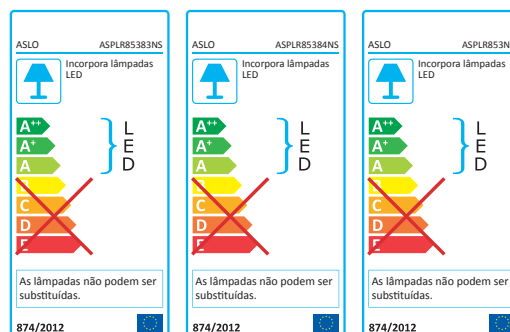 ASLO ASPLR85383NS
Incorpora lâmpadas
LED
A++
A+
A
C
D
L
E
D
As lâmpadas não podem ser
substituídas.
874/2012
ASLO ASPLR85384NS
Incorpora lâmpadas
LED
A++
A+
A
C
D
L
E
D
As lâmpadas não podem ser
substituídas.
874/2012
ASLO
Incorpora lâmpadas
LED
A++
A+
A
C
D
L
E
D
As lâmpadas não podem ser
substituídas.
874/2012